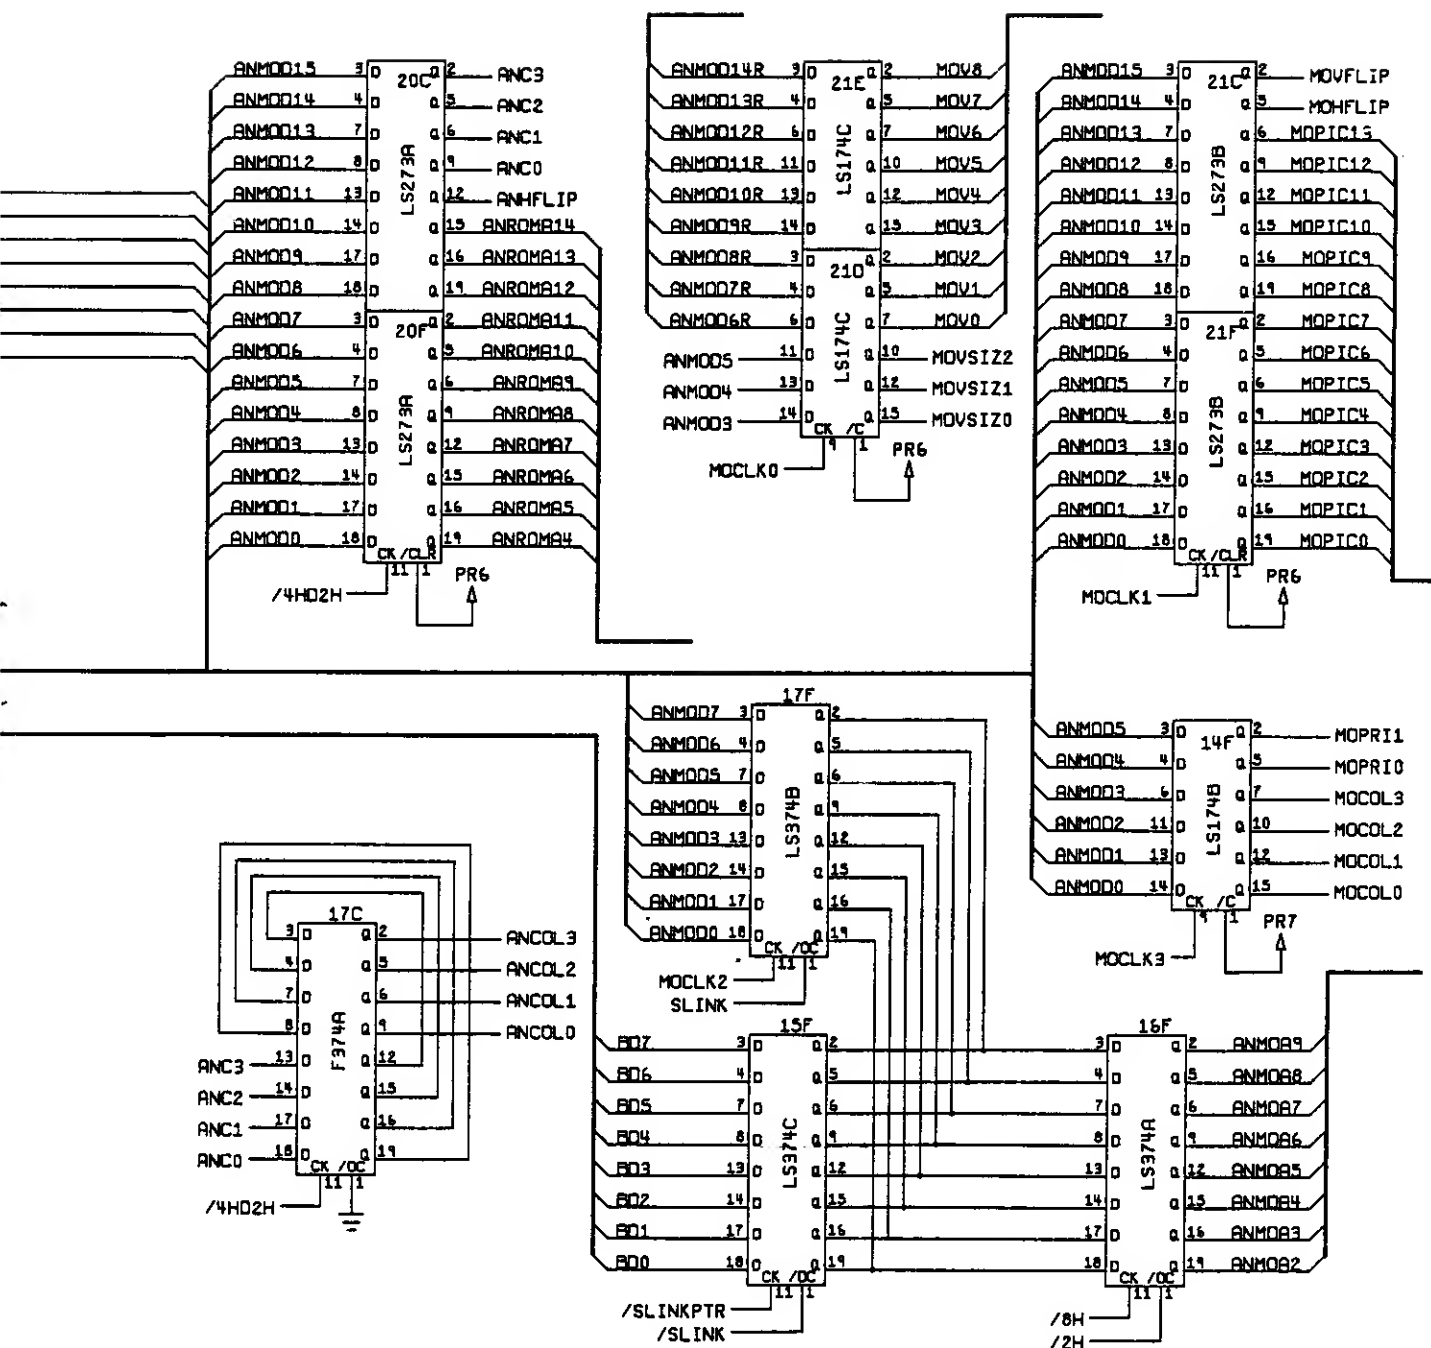 20C
LS273A
ANMOD15 3 D Q 2 ANC3
ANMOD14 4 D Q 5 ANC2
ANMOD13 7 D Q 6 ANC1
ANMOD12 8 D Q 9 ANC0
ANMOD11 13 D Q 12 ANHFLIP
ANMOD10 14 D Q 15 ANROMA14
ANMOD9 17 D Q 16 ANROMA13
ANMOD8 18 D Q 19 ANROMA12
20F
LS273A
ANMOD7 3 D Q 2 ANROMA11
ANMOD6 4 D Q 5 ANROMA10
ANMOD5 7 D Q 6 ANROMA9
ANMOD4 8 D Q 9 ANROMA8
ANMOD3 13 D Q 12 ANROMA7
ANMOD2 14 D Q 15 ANROMA6
ANMOD1 17 D Q 16 ANROMA5
ANMOD0 18 D Q 19 ANROMA4
CK /CLR
11 1
PR6
/4HD2H
21E
LS174C
ANMOD14R 3 D Q 2 MOV8
ANMOD13R 4 D Q 5 MOV7
ANMOD12R 6 D Q 7 MOV6
ANMOD11R 11 D Q 10 MOV5
ANMOD10R 13 D Q 12 MOV4
ANMOD9R 14 D Q 15 MOV3
21D
LS174C
ANMOD8R 3 D Q 2 MOV2
ANMOD7R 4 D Q 5 MOV1
ANMOD6R 6 D Q 7 MOV0
ANMOD5 11 D Q 10 MOVSIZ2
ANMOD4 13 D Q 12 MOVSIZ1
ANMOD3 14 D Q 15 MOVSIZ0
CK /C
9 1
PR6
MOCLK0
21C
LS273B
ANMOD15 3 D Q 2 MOVFLIP
ANMOD14 4 D Q 5 MOHFLIP
ANMOD13 7 D Q 6 MOPIC13
ANMOD12 8 D Q 9 MOPIC12
ANMOD11 13 D Q 12 MOPIC11
ANMOD10 14 D Q 15 MOPIC10
ANMOD9 17 D Q 16 MOPIC9
ANMOD8 18 D Q 19 MOPIC8
21F
LS273B
ANMOD7 3 D Q 2 MOPIC7
ANMOD6 4 D Q 5 MOPIC6
ANMOD5 7 D Q 6 MOPIC5
ANMOD4 8 D Q 9 MOPIC4
ANMOD3 13 D Q 12 MOPIC3
ANMOD2 14 D Q 15 MOPIC2
ANMOD1 17 D Q 16 MOPIC1
ANMOD0 18 D Q 19 MOPIC0
CK /CLR
11 1
PR6
MOCLK1
17F
LS374B
ANMOD7 3 D Q 2
ANMOD6 4 D Q 5
ANMOD5 7 D Q 6
ANMOD4 8 D Q 9
ANMOD3 13 D Q 12
ANMOD2 14 D Q 15
ANMOD1 17 D Q 16
ANMOD0 18 D Q 19
CK /OC
11 1
MOCLK2
SLINK
14F
LS174B
ANMOD5 3 D Q 2 MOPRI1
ANMOD4 4 D Q 5 MOPRI0
ANMOD3 6 D Q 7 MOCOL3
ANMOD2 11 D Q 10 MOCOL2
ANMOD1 13 D Q 12 MOCOL1
ANMOD0 14 D Q 15 MOCOL0
CK /C
9 1
PR7
MOCLK3
17C
F374A
3 D Q 2 ANCOL3
4 D Q 5 ANCOL2
7 D Q 6 ANCOL1
8 D Q 9 ANCOL0
ANC3 13 D Q 12
ANC2 14 D Q 15
ANC1 17 D Q 16
ANC0 18 D Q 19
CK /OC
11 1
/4HD2H
15F
LS374C
BD7 3 D Q 2
BD6 4 D Q 5
BD5 7 D Q 6
BD4 8 D Q 9
BD3 13 D Q 12
BD2 14 D Q 15
BD1 17 D Q 16
BD0 18 D Q 19
CK /OC
11 1
/SLINKPTR
/SLINK
16F
LS374A
3 D Q 2 ANMOA9
4 D Q 5 ANMOA8
7 D Q 6 ANMOA7
8 D Q 9 ANMOA6
13 D Q 12 ANMOA5
14 D Q 15 ANMOA4
17 D Q 16 ANMOA3
18 D Q 19 ANMOA2
CK /OC
11 1
/8H
/2H